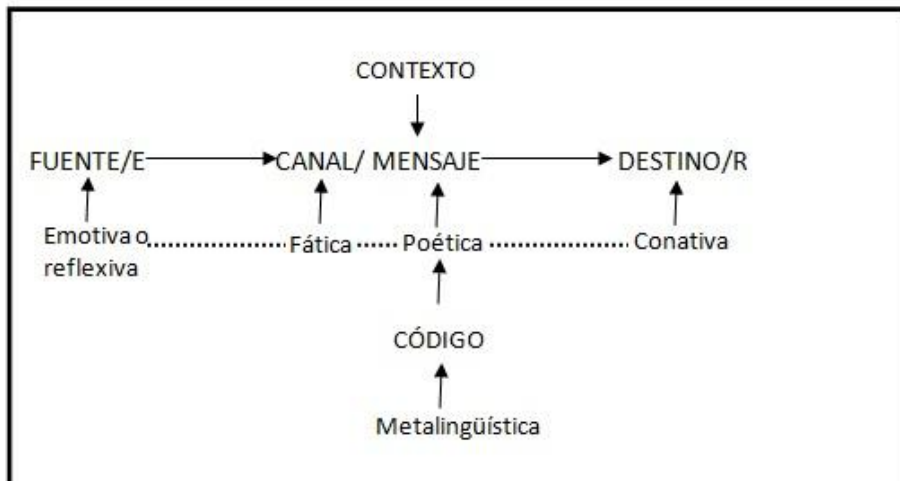 CONTEXTO
FUENTE/E CANAL/ MENSAJE DESTINO/R
Emotiva o Fática Poética Conativa
reflexiva
CÓDIGO
Metalingüística